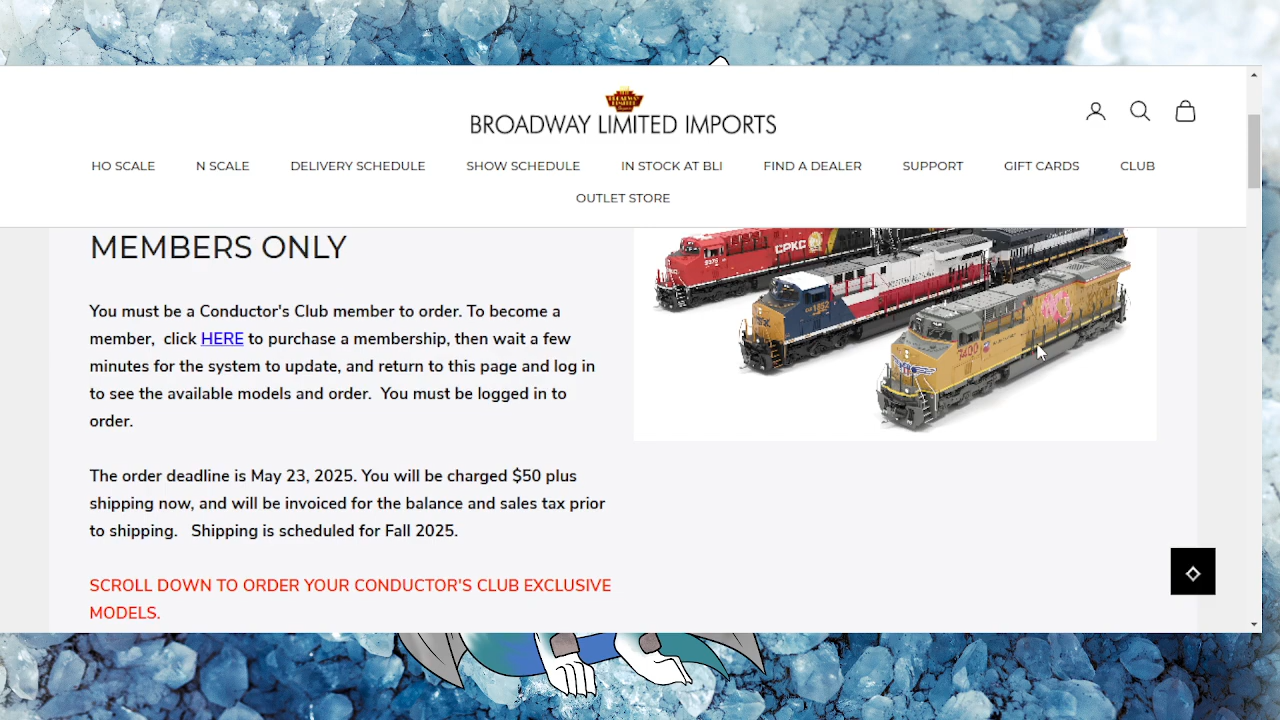 BROADWAY LIMITED IMPORTS
HO SCALE N SCALE DELIVERY SCHEDULE SHOW SCHEDULE IN STOCK AT BLI FIND A DEALER SUPPORT GIFT CARDS CLUB
OUTLET STORE
MEMBERS ONLY
CPKC
7400
You must be a Conductor's Club member to order. To become a
member,  click HERE to purchase a membership, then wait a few
minutes for the system to update, and return to this page and log in
to see the available models and order.  You must be logged in to
order.
The order deadline is May 23, 2025. You will be charged $50 plus
shipping now, and will be invoiced for the balance and sales tax prior
to shipping.   Shipping is scheduled for Fall 2025.
SCROLL DOWN TO ORDER YOUR CONDUCTOR'S CLUB EXCLUSIVE
MODELS.